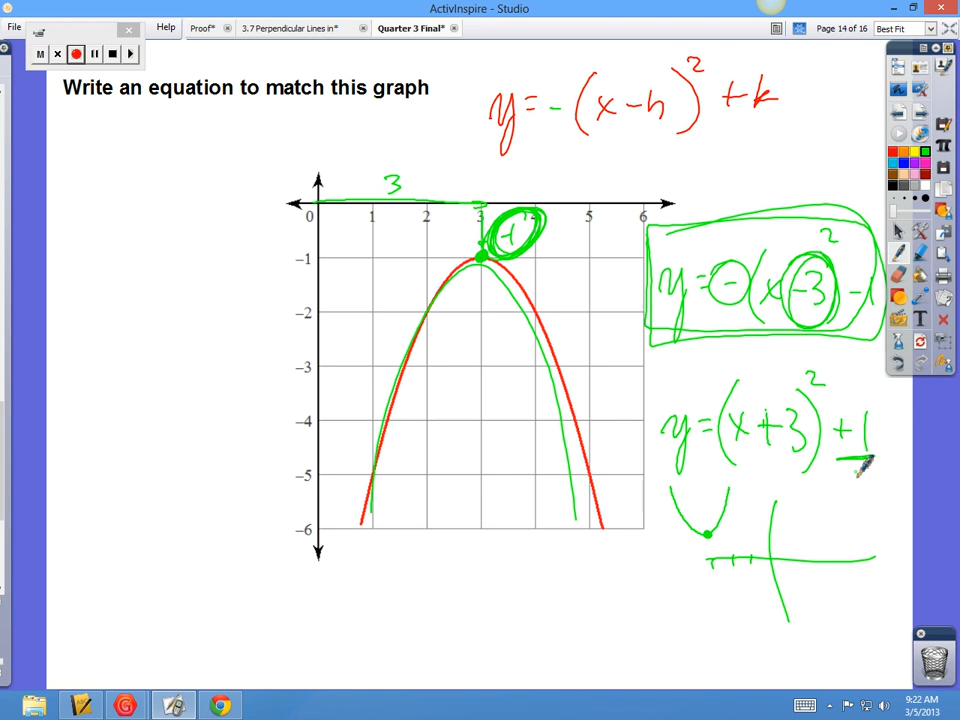 ActivInspire - Studio
File
Help
Proof*
3.7 Perpendicular Lines in*
Quarter 3 Final*
Page 14 of 16
Best Fit
M
Write an equation to match this graph
y = - (x - h)² + k
3
0 1 2 3 5 6
-1
-1
-2
-3
-4
-5
-6
y = - (x - 3)² - 1
y = (x + 3)² + 1
9:22 AM
3/5/2013